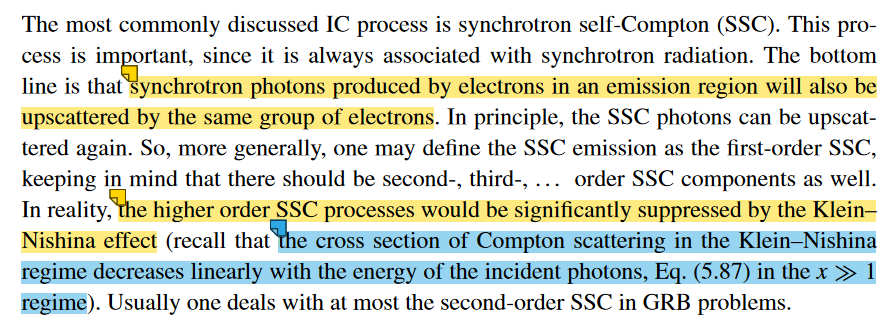 The most commonly discussed IC process is synchrotron self-Compton (SSC). This pro-
cess is important, since it is always associated with synchrotron radiation. The bottom
line is that synchrotron photons produced by electrons in an emission region will also be
upscattered by the same group of electrons. In principle, the SSC photons can be upscat-
tered again. So, more generally, one may define the SSC emission as the first-order SSC,
keeping in mind that there should be second-, third-, … order SSC components as well.
In reality, the higher order SSC processes would be significantly suppressed by the Klein–
Nishina effect (recall that the cross section of Compton scattering in the Klein–Nishina
regime decreases linearly with the energy of the incident photons, Eq. (5.87) in the x ≫ 1
regime). Usually one deals with at most the second-order SSC in GRB problems.